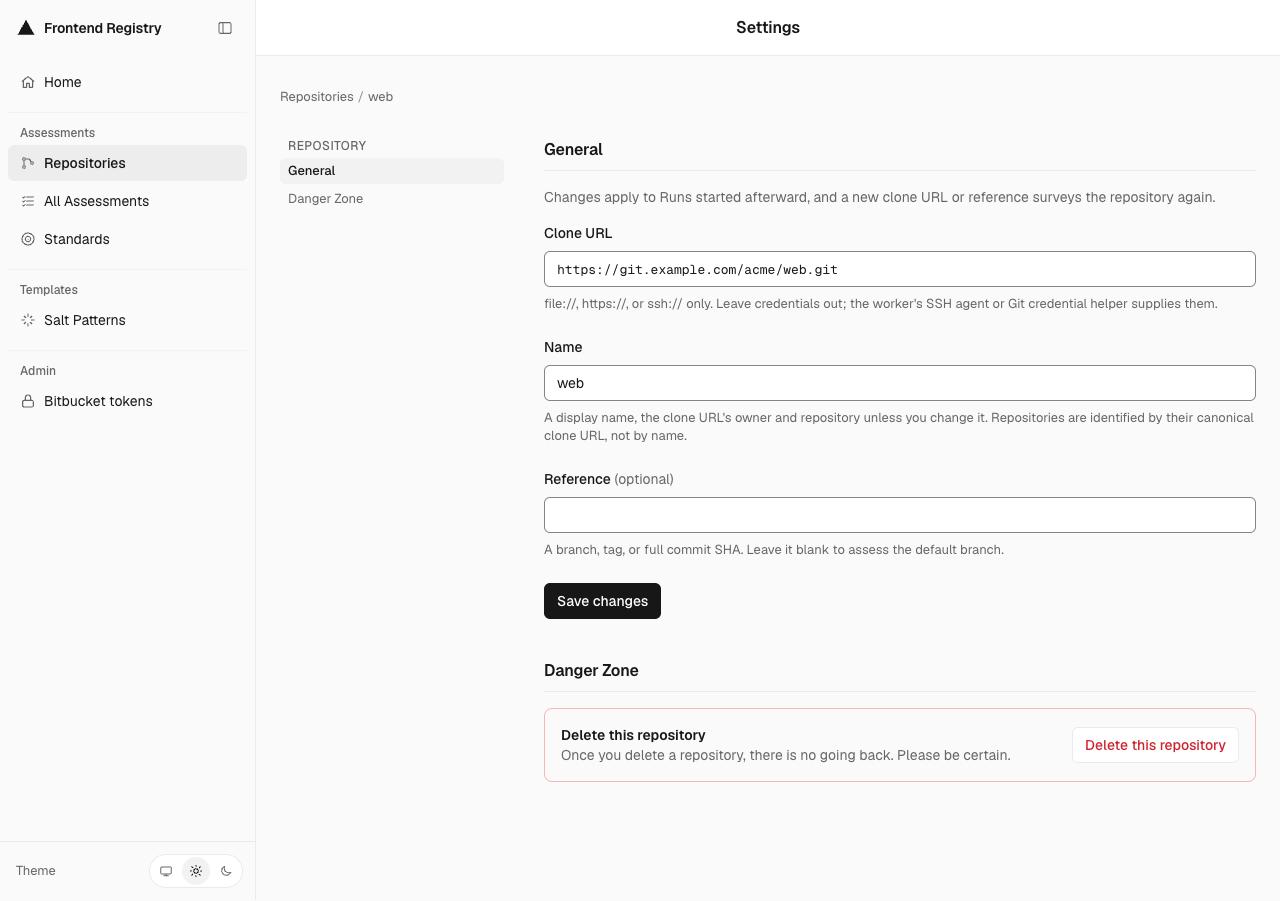 Frontend Registry
Settings
Home
Repositories / web
Assessments
Repositories
All Assessments
Standards
Templates
Salt Patterns
Admin
Bitbucket tokens
REPOSITORY
General
Danger Zone
General
Changes apply to Runs started afterward, and a new clone URL or reference surveys the repository again.
Clone URL
https://git.example.com/acme/web.git
file://, https://, or ssh:// only. Leave credentials out; the worker's SSH agent or Git credential helper supplies them.
Name
web
A display name, the clone URL's owner and repository unless you change it. Repositories are identified by their canonical
clone URL, not by name.
Reference (optional)
A branch, tag, or full commit SHA. Leave it blank to assess the default branch.
Save changes
Danger Zone
Delete this repository
Once you delete a repository, there is no going back. Please be certain.
Delete this repository
Theme